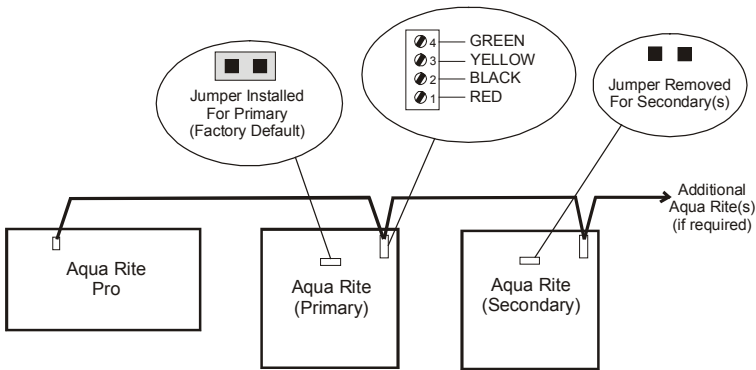 Jumper Installed
For Primary
(Factory Default)
4 GREEN
3 YELLOW
2 BLACK
1 RED
Jumper Removed
For Secondary(s)
Additional
Aqua Rite(s)
(if required)
Aqua Rite
Pro
Aqua Rite
(Primary)
Aqua Rite
(Secondary)